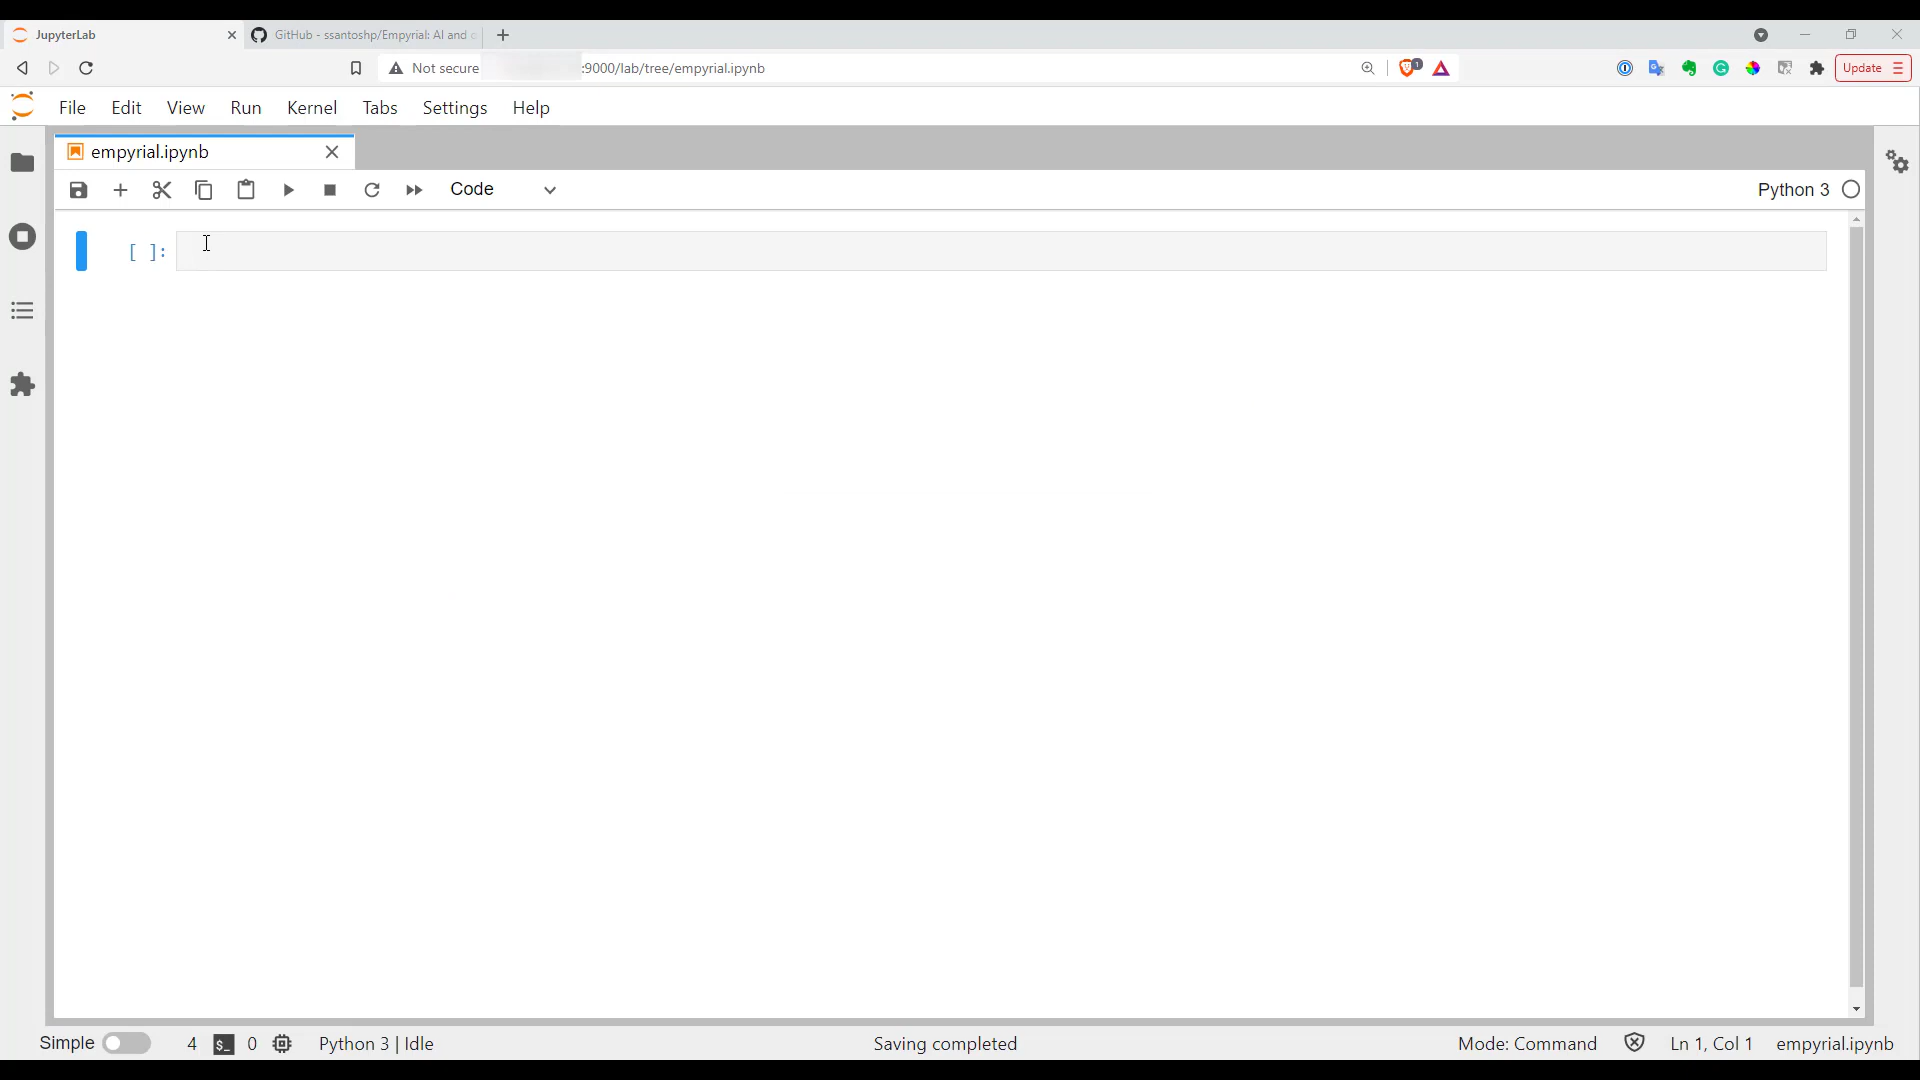 JupyterLab
GitHub - ssantoshp/Empyrial: AI and
Not secure :9000/lab/tree/empyrial.ipynb
1
Update
File Edit View Run Kernel Tabs Settings Help
empyrial.ipynb
Code
Python 3
[ ]:
Simple 4 $_ 0 Python 3 | Idle Saving completed Mode: Command Ln 1, Col 1 empyrial.ipynb